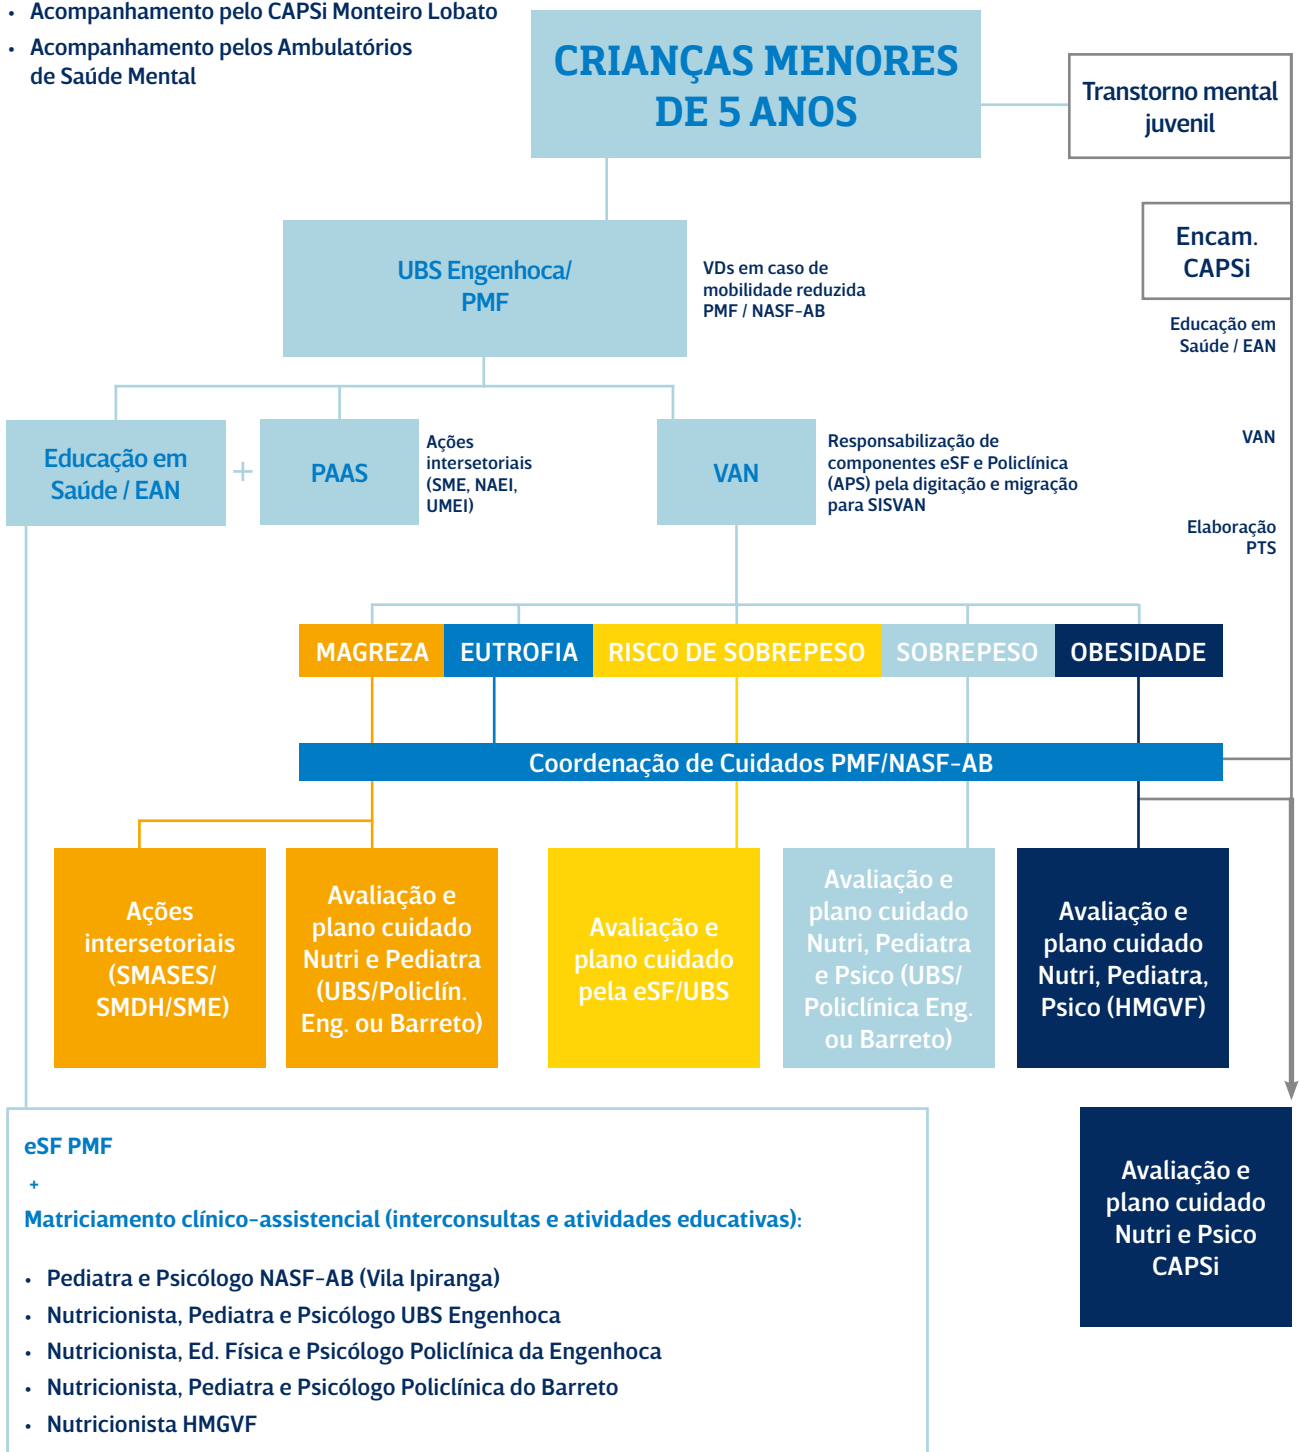 • Acompanhamento pelo CAPSi Monteiro Lobato
• Acompanhamento pelos Ambulatórios
de Saúde Mental
CRIANÇAS MENORES
DE 5 ANOS
Transtorno mental
juvenil
UBS Engenhoca/
PMF
VDs em caso de
mobilidade reduzida
PMF / NASF-AB
Encam.
CAPSi
Educação em
Saúde / EAN
VAN
Elaboração
PTS
Educação em
Saúde / EAN
+
PAAS
Ações
intersetoriais
(SME, NAEI,
UMEI)
VAN
Responsabilização de
componentes eSF e Policlínica
(APS) pela digitação e migração
para SISVAN
MAGREZA
EUTROFIA
RISCO DE SOBREPESO
SOBREPESO
OBESIDADE
Coordenação de Cuidados PMF/NASF-AB
Ações
intersetoriais
(SMASES/
SMDH/SME)
Avaliação e
plano cuidado
Nutri e Pediatra
(UBS/Policlín.
Eng. ou Barreto)
Avaliação e
plano cuidado
pela eSF/UBS
Avaliação e
plano cuidado
Nutri, Pediatra
e Psico (UBS/
Policlínica Eng.
ou Barreto)
Avaliação e
plano cuidado
Nutri, Pediatra,
Psico (HMGVF)
eSF PMF
+
Matriciamento clínico-assistencial (interconsultas e atividades educativas):
• Pediatra e Psicólogo NASF-AB (Vila Ipiranga)
• Nutricionista, Pediatra e Psicólogo UBS Engenhoca
• Nutricionista, Ed. Física e Psicólogo Policlínica da Engenhoca
• Nutricionista, Pediatra e Psicólogo Policlínica do Barreto
• Nutricionista HMGVF
Avaliação e
plano cuidado
Nutri e Psico
CAPSi